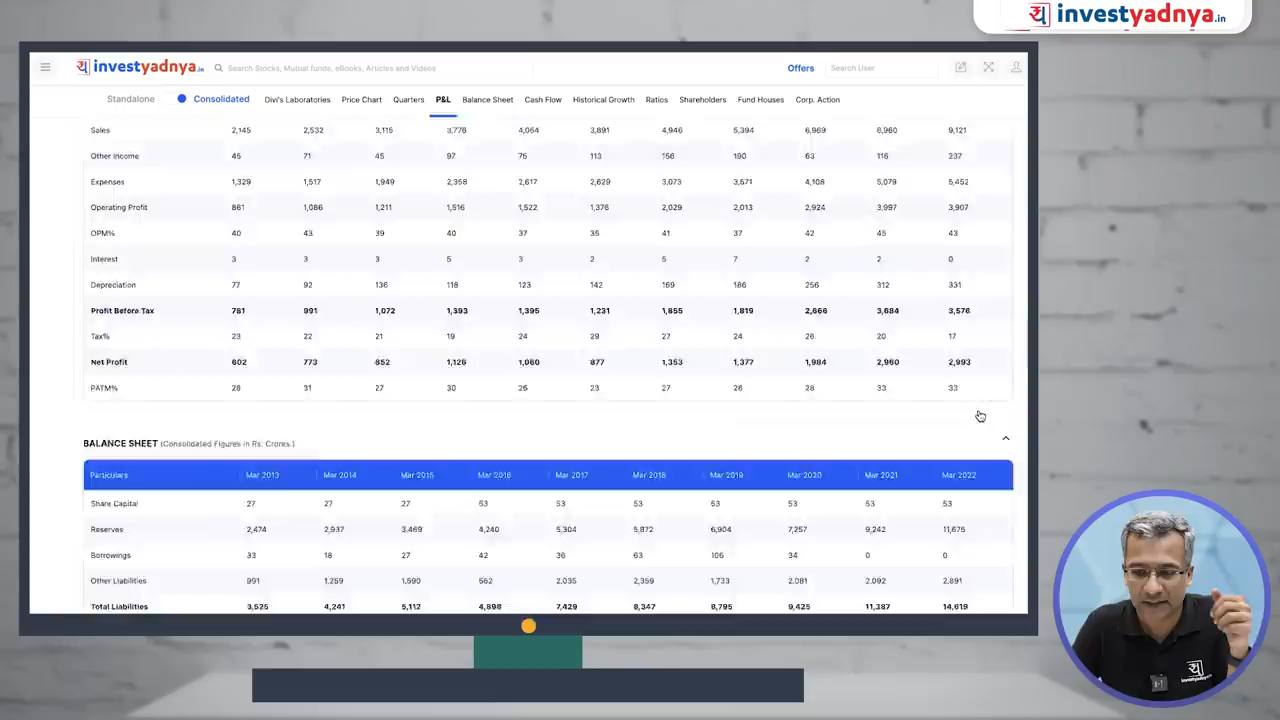 investyadnya.in
investyadnya.in Search Stocks, Mutual funds, eBooks, Articles and Videos Offers Search User
Standalone Consolidated Divi's Laboratories Price Chart Quarters P&L Balance Sheet Cash Flow Historical Growth Ratios Shareholders Fund Houses Corp. Action
Sales 2,145 2,532 3,115 3,776 4,064 3,891 4,946 5,394 6,969 8,960 9,121
Other Income 45 71 45 97 75 113 156 190 63 116 237
Expenses 1,329 1,517 1,949 2,358 2,617 2,629 3,073 3,571 4,108 5,079 5,452
Operating Profit 861 1,086 1,211 1,516 1,522 1,376 2,029 2,013 2,924 3,997 3,907
OPM% 40 43 39 40 37 35 41 37 42 45 43
Interest 3 3 3 5 3 2 5 7 2 2 0
Depreciation 77 92 136 118 123 142 169 186 256 312 331
Profit Before Tax 781 991 1,072 1,393 1,395 1,231 1,855 1,819 2,666 3,684 3,576
Tax% 23 22 21 19 24 29 27 24 26 20 17
Net Profit 602 773 852 1,126 1,060 877 1,353 1,377 1,984 2,960 2,993
PATM% 28 31 27 30 26 23 27 26 28 33 33
BALANCE SHEET (Consolidated Figures in Rs. Crores.)
Particulars Mar 2013 Mar 2014 Mar 2015 Mar 2016 Mar 2017 Mar 2018 Mar 2019 Mar 2020 Mar 2021 Mar 2022
Share Capital 27 27 27 53 53 53 53 53 53 53
Reserves 2,474 2,937 3,469 4,240 5,304 5,872 6,904 7,257 9,242 11,675
Borrowings 33 18 27 42 36 63 106 34 0 0
Other Liabilities 991 1,259 1,590 562 2,035 2,359 1,733 2,081 2,092 2,891
Total Liabilities 3,525 4,241 5,112 4,898 7,429 8,347 8,795 9,425 11,387 14,619
investyadnya.in